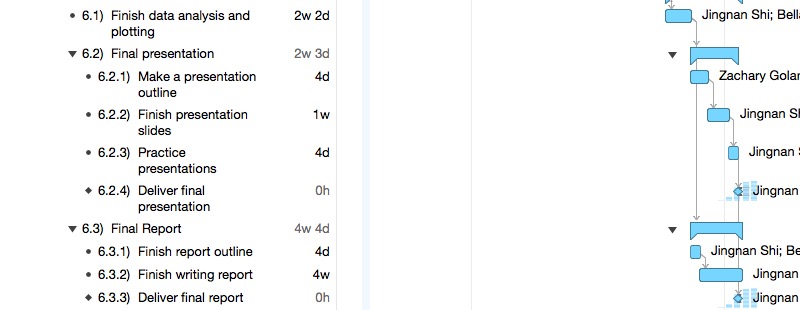 6.1) Finish data analysis and 2w 2d Jingnan Shi;
plotting
6.2) Final presentation 2w 3d
6.2.1) Make a presentation 4d Zachary
outline
6.2.2) Finish presentation 1w Jingnan
slides
6.2.3) Practice 4d Jingnan
presentations
6.2.4) Deliver final 0h Jingnan
presentation
6.3) Final Report 4w 4d
6.3.1) Finish report outline 4d Jingnan Shi;
6.3.2) Finish writing report 4w Jingnan
6.3.3) Deliver final report 0h Jingnan